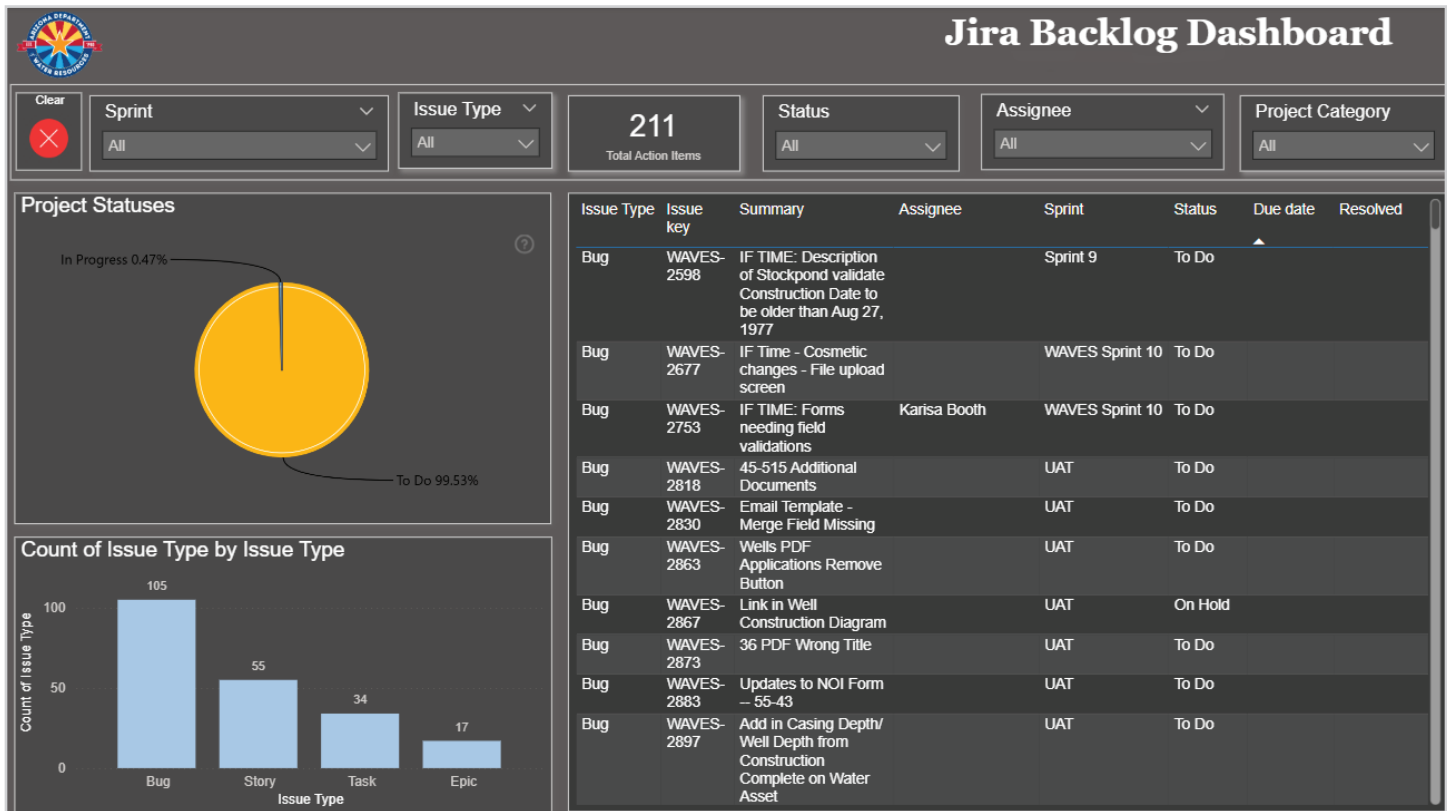 ARIZONA DEPARTMENT
WATER RESOURCES
Jira Backlog Dashboard
Clear
Sprint
All
Issue Type
All
211
Total Action Items
Status
All
Assignee
All
Project Category
All
Project Statuses
In Progress 0.47%
To Do 99.53%
Count of Issue Type by Issue Type
Count of Issue Type
100
50
0
105
55
34
17
Bug
Story
Task
Epic
Issue Type
Issue Type Issue key Summary Assignee Sprint Status Due date Resolved
Bug WAVES- IF TIME: Description Sprint 9 To Do
2598 of Stockpond validate
Construction Date to
be older than Aug 27,
1977
Bug WAVES- IF Time - Cosmetic WAVES Sprint 10 To Do
2677 changes - File upload
screen
Bug WAVES- IF TIME: Forms Karisa Booth WAVES Sprint 10 To Do
2753 needing field
validations
Bug WAVES- 45-515 Additional UAT To Do
2818 Documents
Bug WAVES- Email Template - UAT To Do
2830 Merge Field Missing
Bug WAVES- Wells PDF UAT To Do
2863 Applications Remove
Button
Bug WAVES- Link in Well UAT On Hold
2867 Construction Diagram
Bug WAVES- 36 PDF Wrong Title UAT To Do
2873
Bug WAVES- Updates to NOI Form UAT To Do
2883 -- 55-43
Bug WAVES- Add in Casing Depth/ UAT To Do
2897 Well Depth from
Construction
Complete on Water
Asset